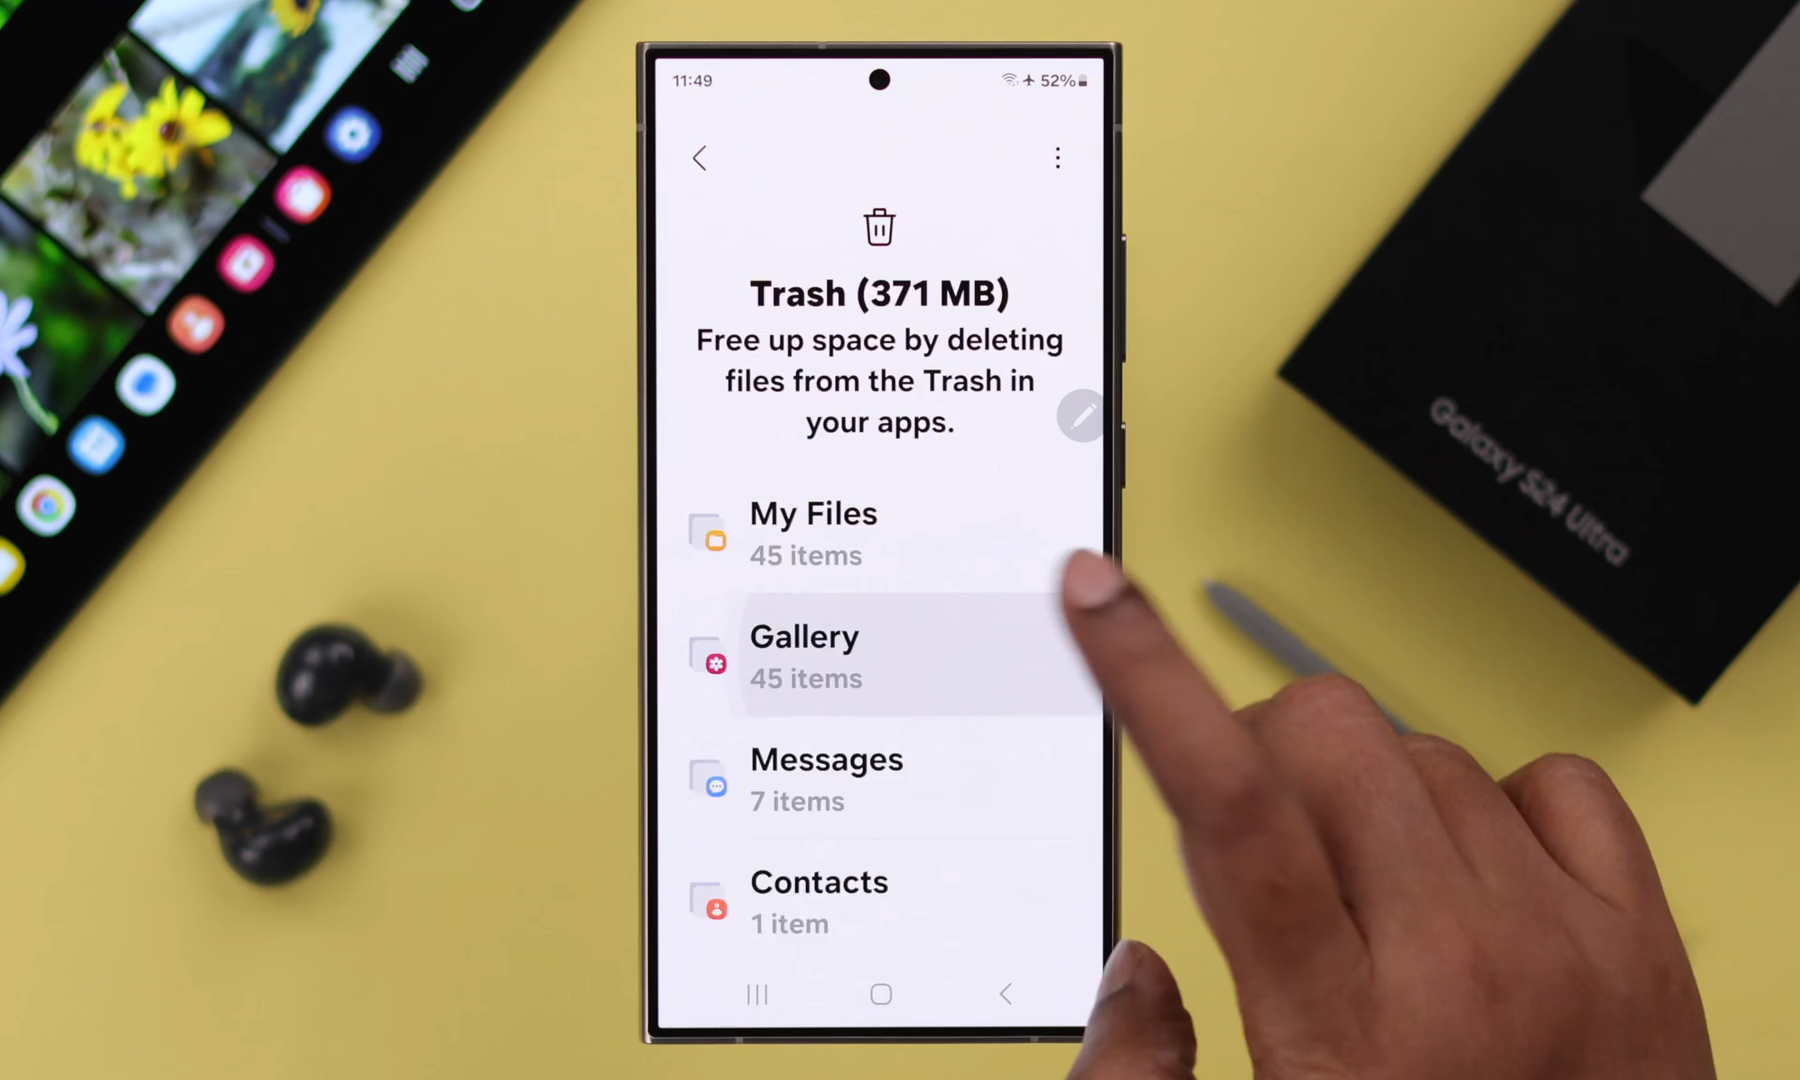 11:49
52%
Trash (371 MB)
Free up space by deleting
files from the Trash in
your apps.
My Files
45 items
Gallery
45 items
Messages
7 items
Contacts
1 item
Galaxy S24 Ultra